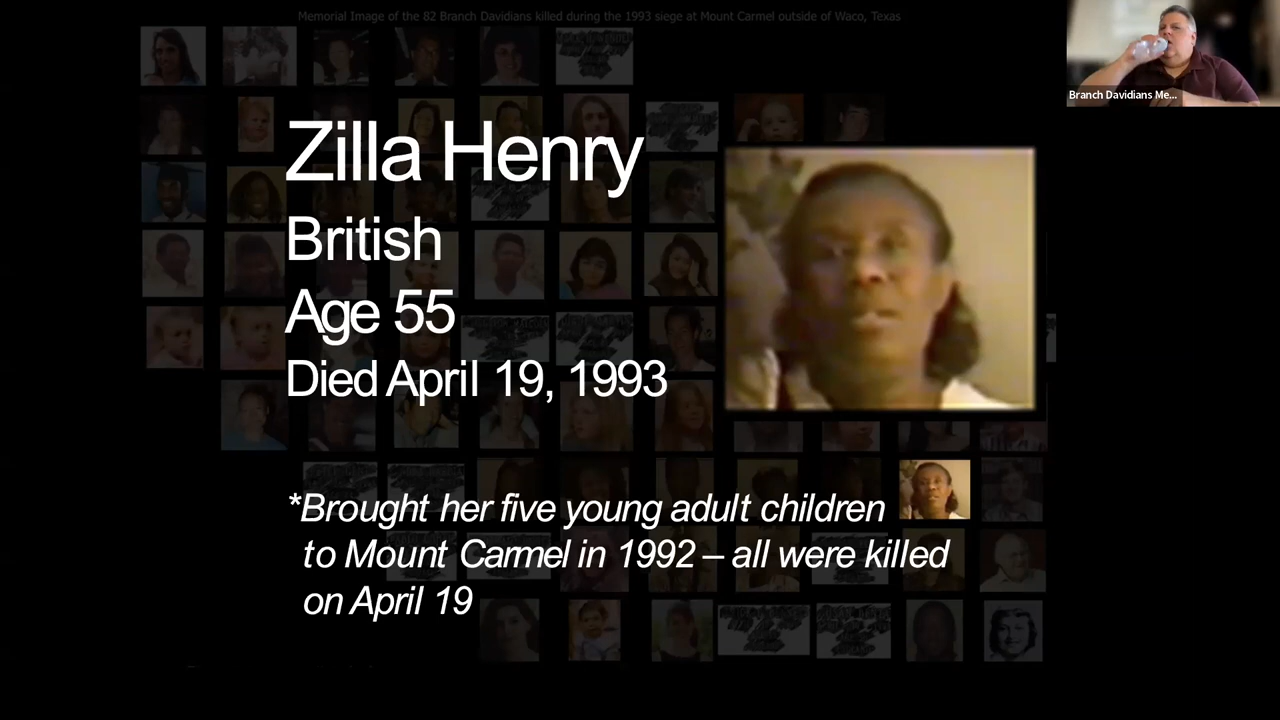 Memorial Image of the 82 Branch Davidians killed during the 1993 siege at Mount Carmel outside of Waco, Texas
Branch Davidians Me...
Zilla Henry
British
Age 55
Died April 19, 1993
*Brought her five young adult children
to Mount Carmel in 1992 – all were killed
on April 19